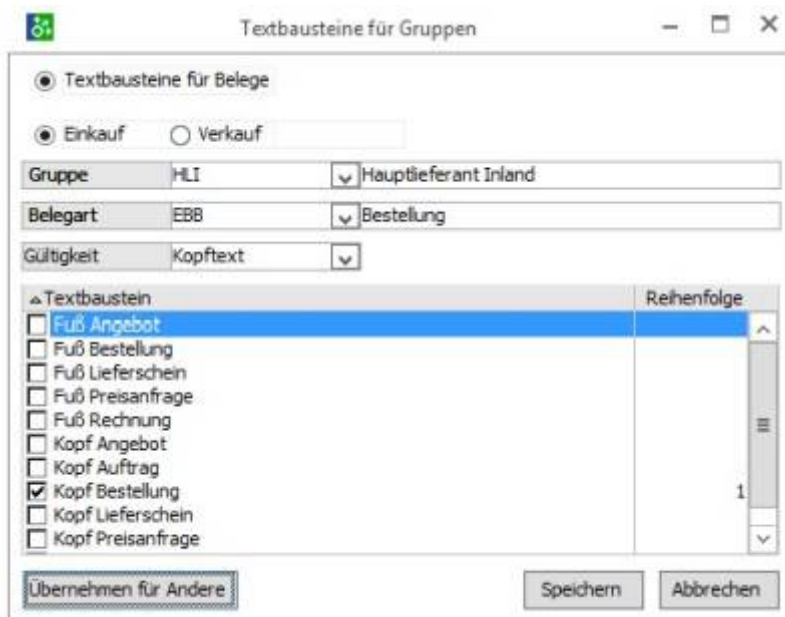 Textbausteine für Gruppen
Textbausteine für Belege
Einkauf Verkauf
Gruppe HLI Hauptlieferant Inland
Belegart EBB Bestellung
Gültigkeit Kopftext
Textbaustein Reihenfolge
Fuß Angebot
Fuß Bestellung
Fuß Lieferschein
Fuß Preisanfrage
Fuß Rechnung
Kopf Angebot
Kopf Auftrag
Kopf Bestellung 1
Kopf Lieferschein
Kopf Preisanfrage
Übernehmen für Andere Speichern Abbrechen